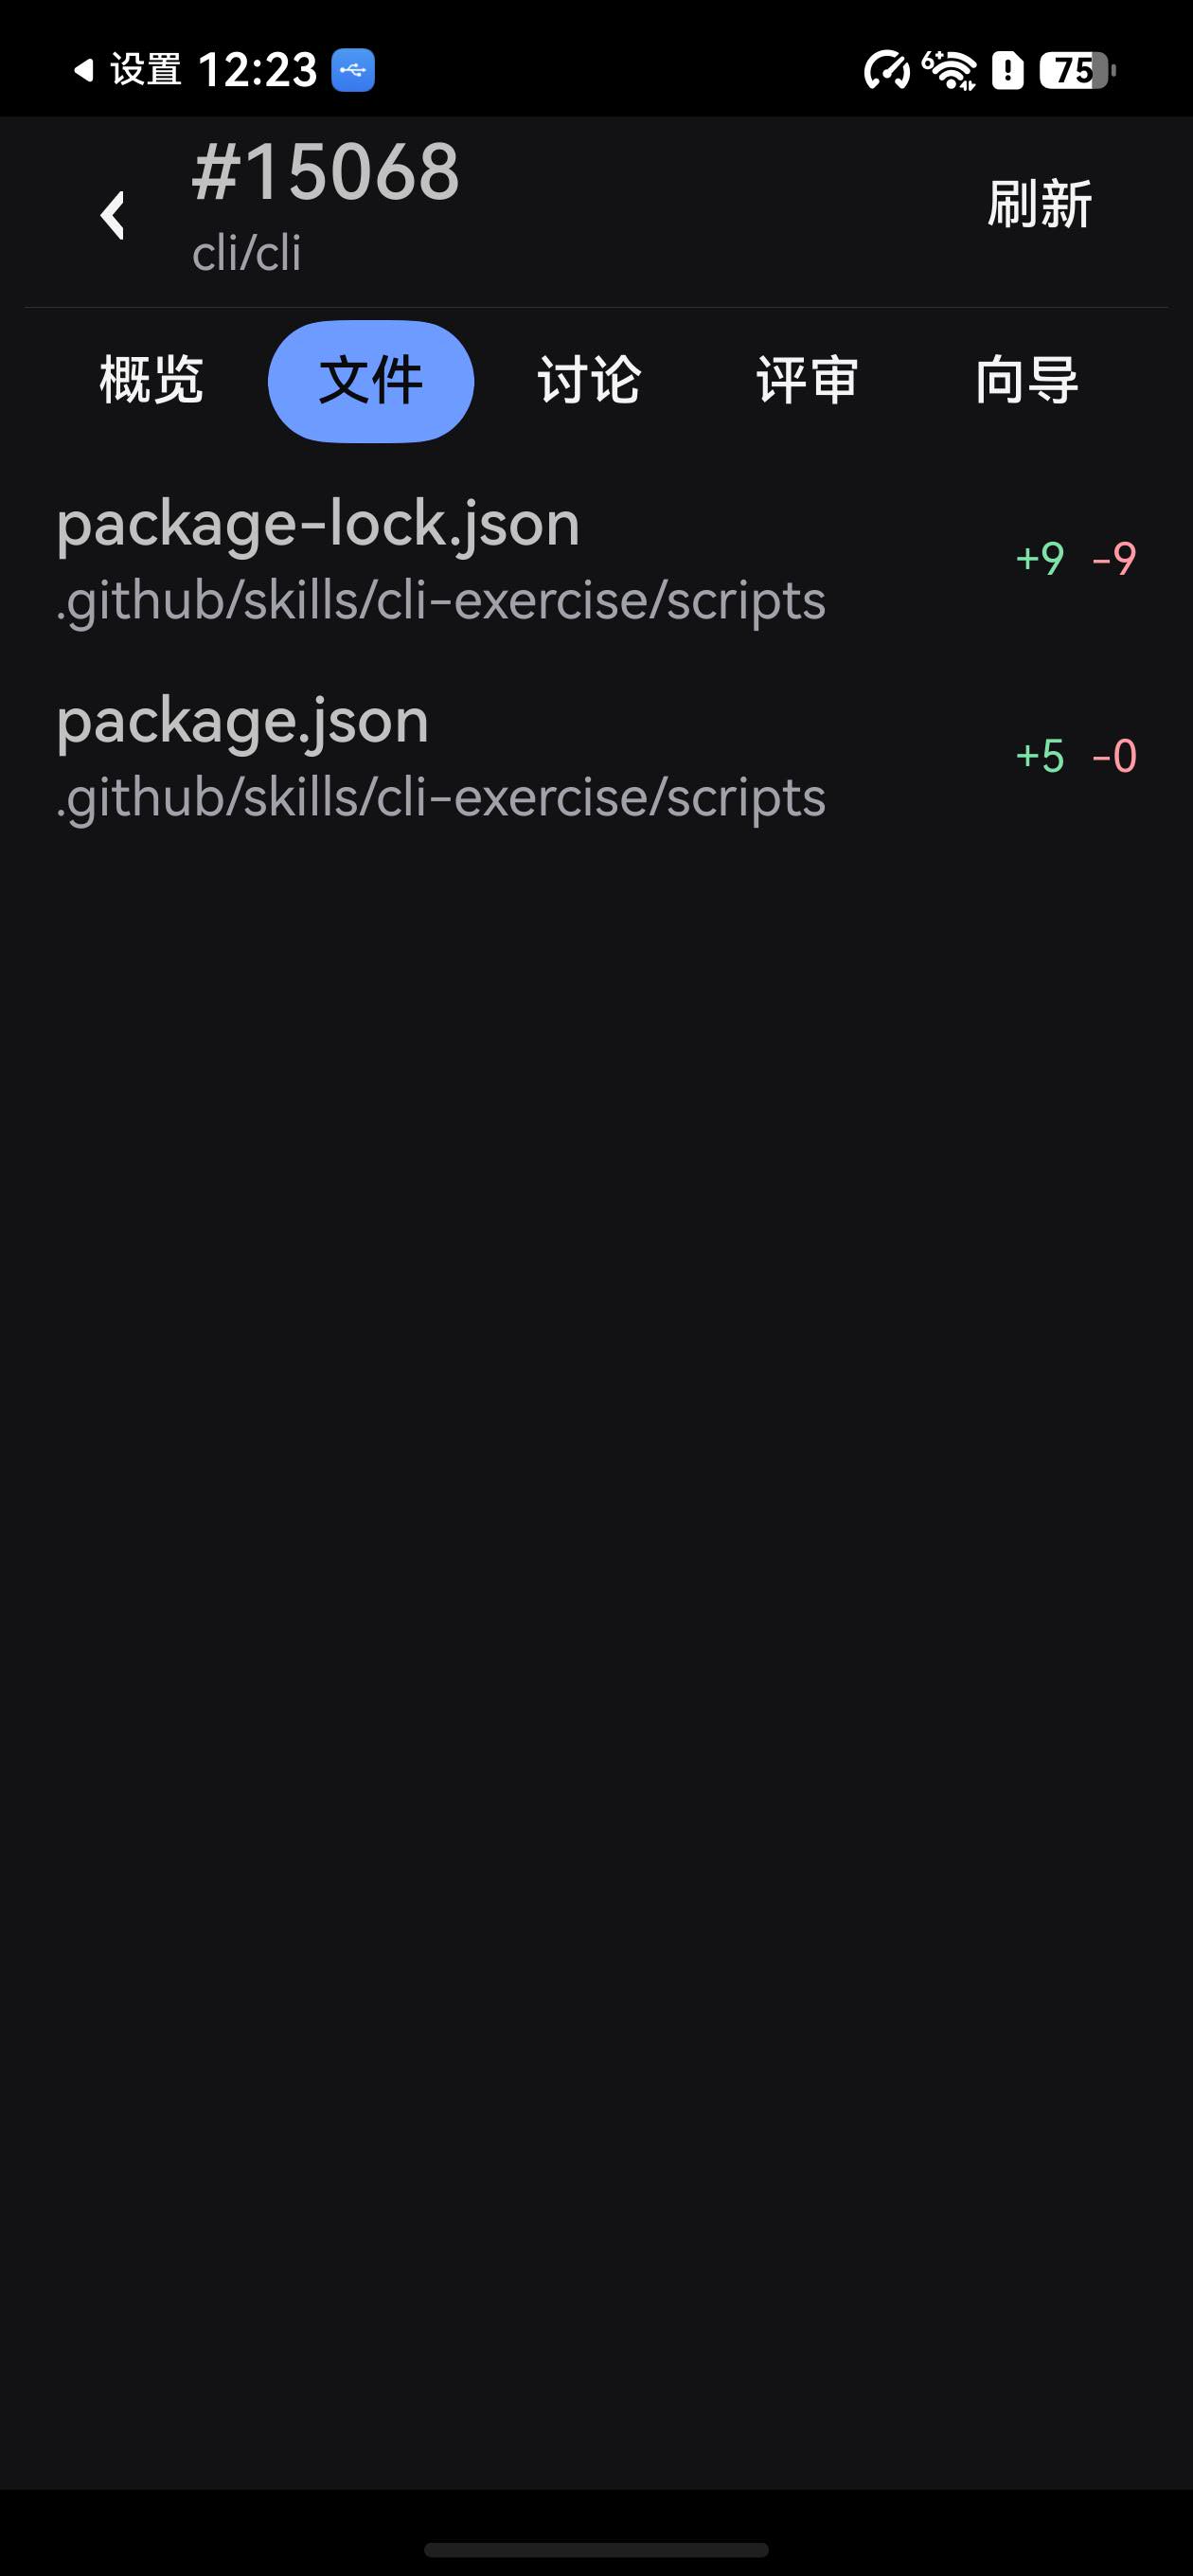 设置 12:23
6+ 75
#15068
cli/cli
刷新
概览 文件 讨论 评审 向导
package-lock.json
.github/skills/cli-exercise/scripts
+9 -9
package.json
.github/skills/cli-exercise/scripts
+5 -0